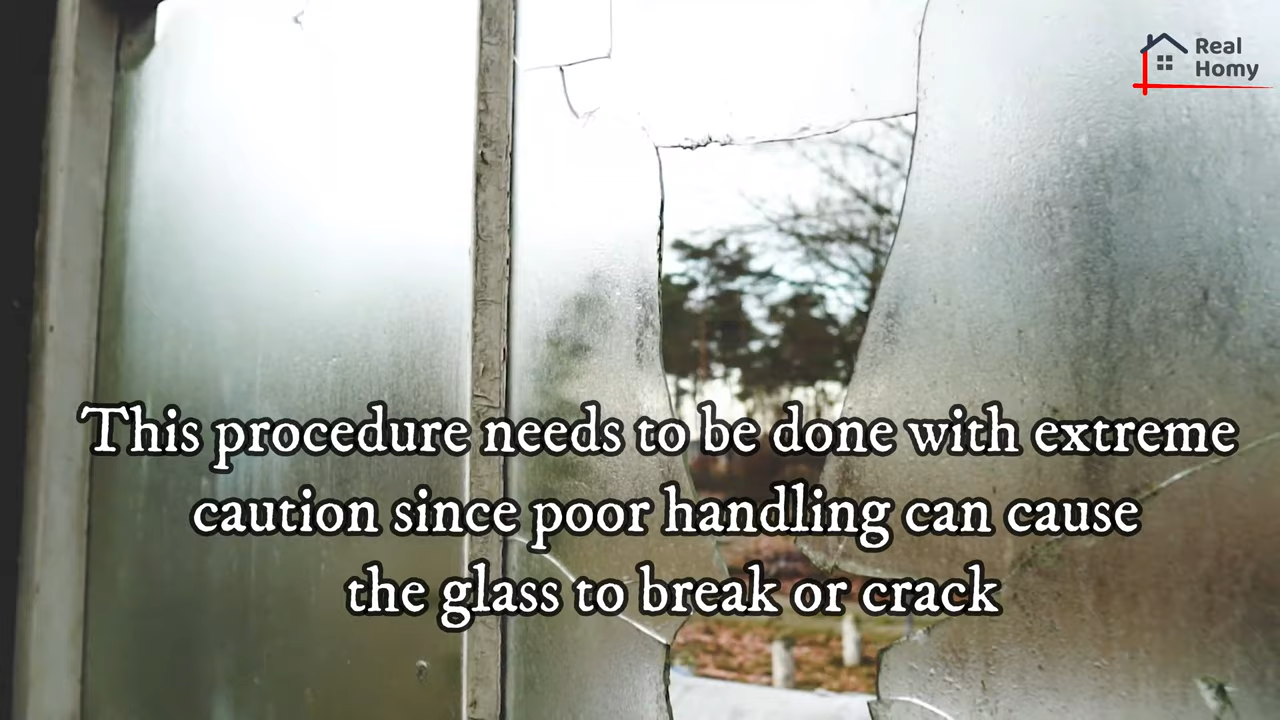 Real
Homy
This procedure needs to be done with extreme
caution since poor handling can cause
the glass to break or crack